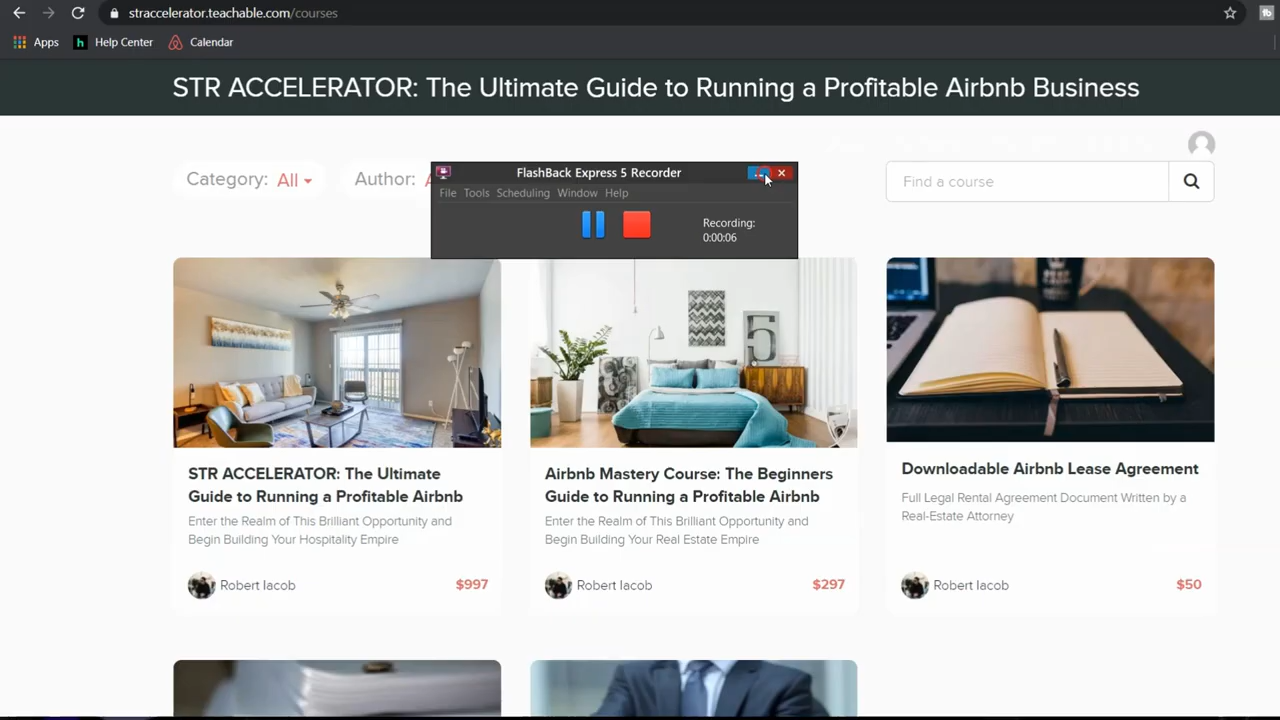 straccelerator.teachable.com/courses
Apps
Help Center
Calendar
STR ACCELERATOR: The Ultimate Guide to Running a Profitable Airbnb Business
Category: All
Author:
Find a course
FlashBack Express 5 Recorder
File Tools Scheduling Window Help
Recording:
0:00:06
STR ACCELERATOR: The Ultimate
Guide to Running a Profitable Airbnb
Enter the Realm of This Brilliant Opportunity and
Begin Building Your Hospitality Empire
Robert Iacob
$997
Airbnb Mastery Course: The Beginners
Guide to Running a Profitable Airbnb
Enter the Realm of This Brilliant Opportunity and
Begin Building Your Real Estate Empire
Robert Iacob
$297
Downloadable Airbnb Lease Agreement
Full Legal Rental Agreement Document Written by a
Real-Estate Attorney
Robert Iacob
$50